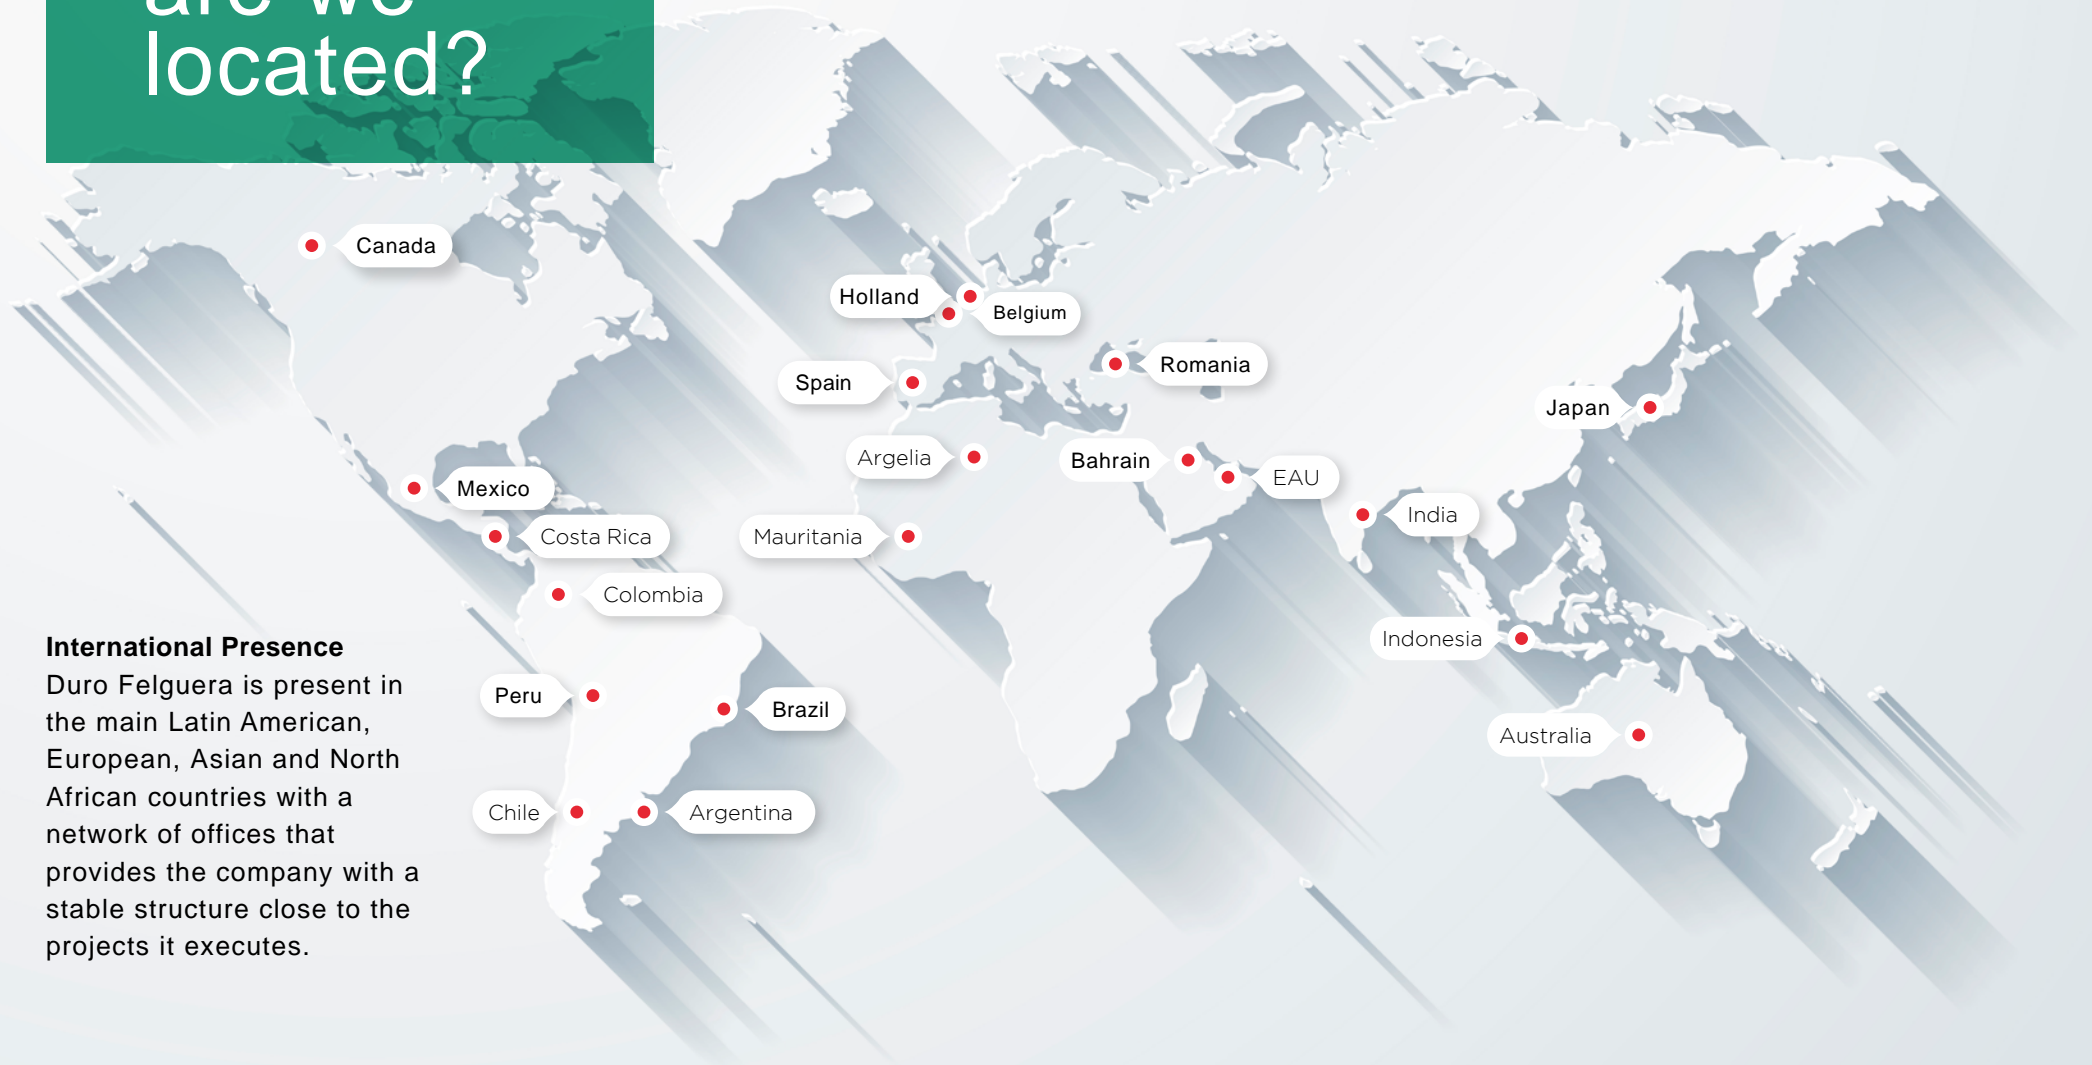 are we
located?
Canada
Holland
Belgium
Romania
Spain
Japan
Argelia
Bahrain
EAU
Mexico
India
Costa Rica
Mauritania
Colombia
Indonesia
International Presence
Duro Felguera is present in
the main Latin American,
European, Asian and North
African countries with a
network of offices that
provides the company with a
stable structure close to the
projects it executes.
Peru
Brazil
Australia
Chile
Argentina